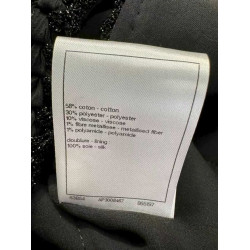 58% coton - cotton
30% polyester - polyester
10% viscose - viscose
1% fibre metallisee - metallised fiber
1% polyamide - polyamide
doublure - lining
100% soie - silk